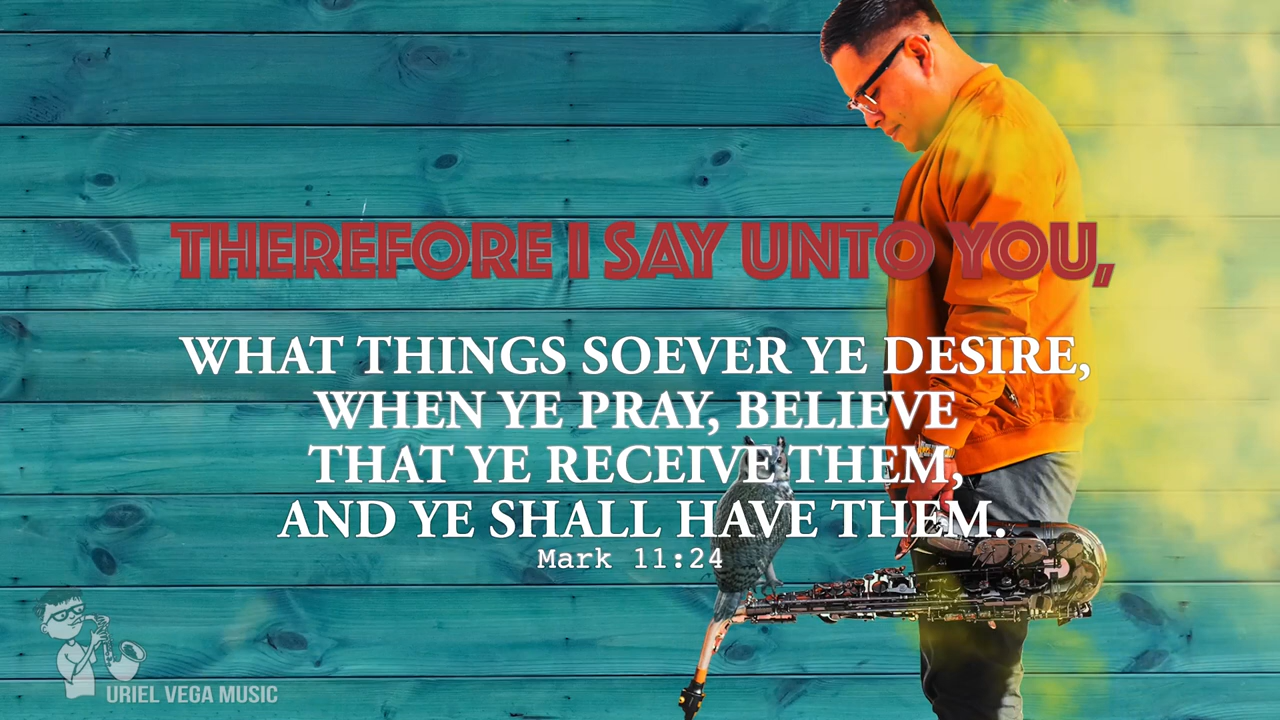 THEREFORE I SAY UNTO YOU,
WHAT THINGS SOEVER YE DESIRE,
WHEN YE PRAY, BELIEVE
THAT YE RECEIVE THEM,
AND YE SHALL HAVE THEM.
Mark 11:24
URIEL VEGA MUSIC